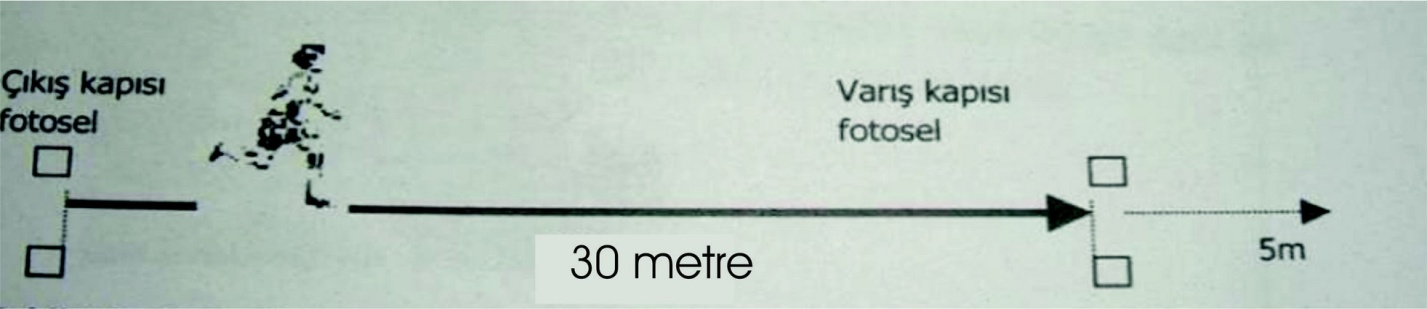 Çıkış kapısı
fotosel
Varış kapısı
fotosel
30 metre
5m